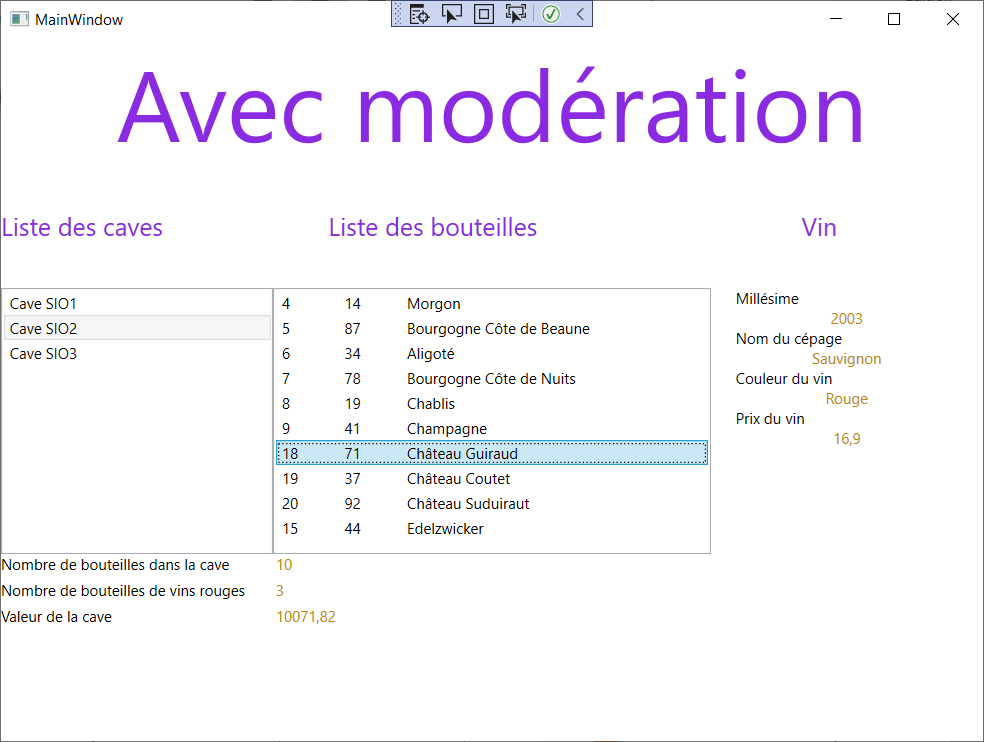 MainWindow
Avec modération
Liste des caves
Liste des bouteilles
Vin
Cave SIO1
Cave SIO2
Cave SIO3
4 14 Morgon
5 87 Bourgogne Côte de Beaune
6 34 Aligoté
7 78 Bourgogne Côte de Nuits
8 19 Chablis
9 41 Champagne
18 71 Château Guiraud
19 37 Château Coutet
20 92 Château Suduiraut
15 44 Edelzwicker
Millésime
2003
Nom du cépage
Sauvignon
Couleur du vin
Rouge
Prix du vin
16,9
Nombre de bouteilles dans la cave 10
Nombre de bouteilles de vins rouges 3
Valeur de la cave 10071,82